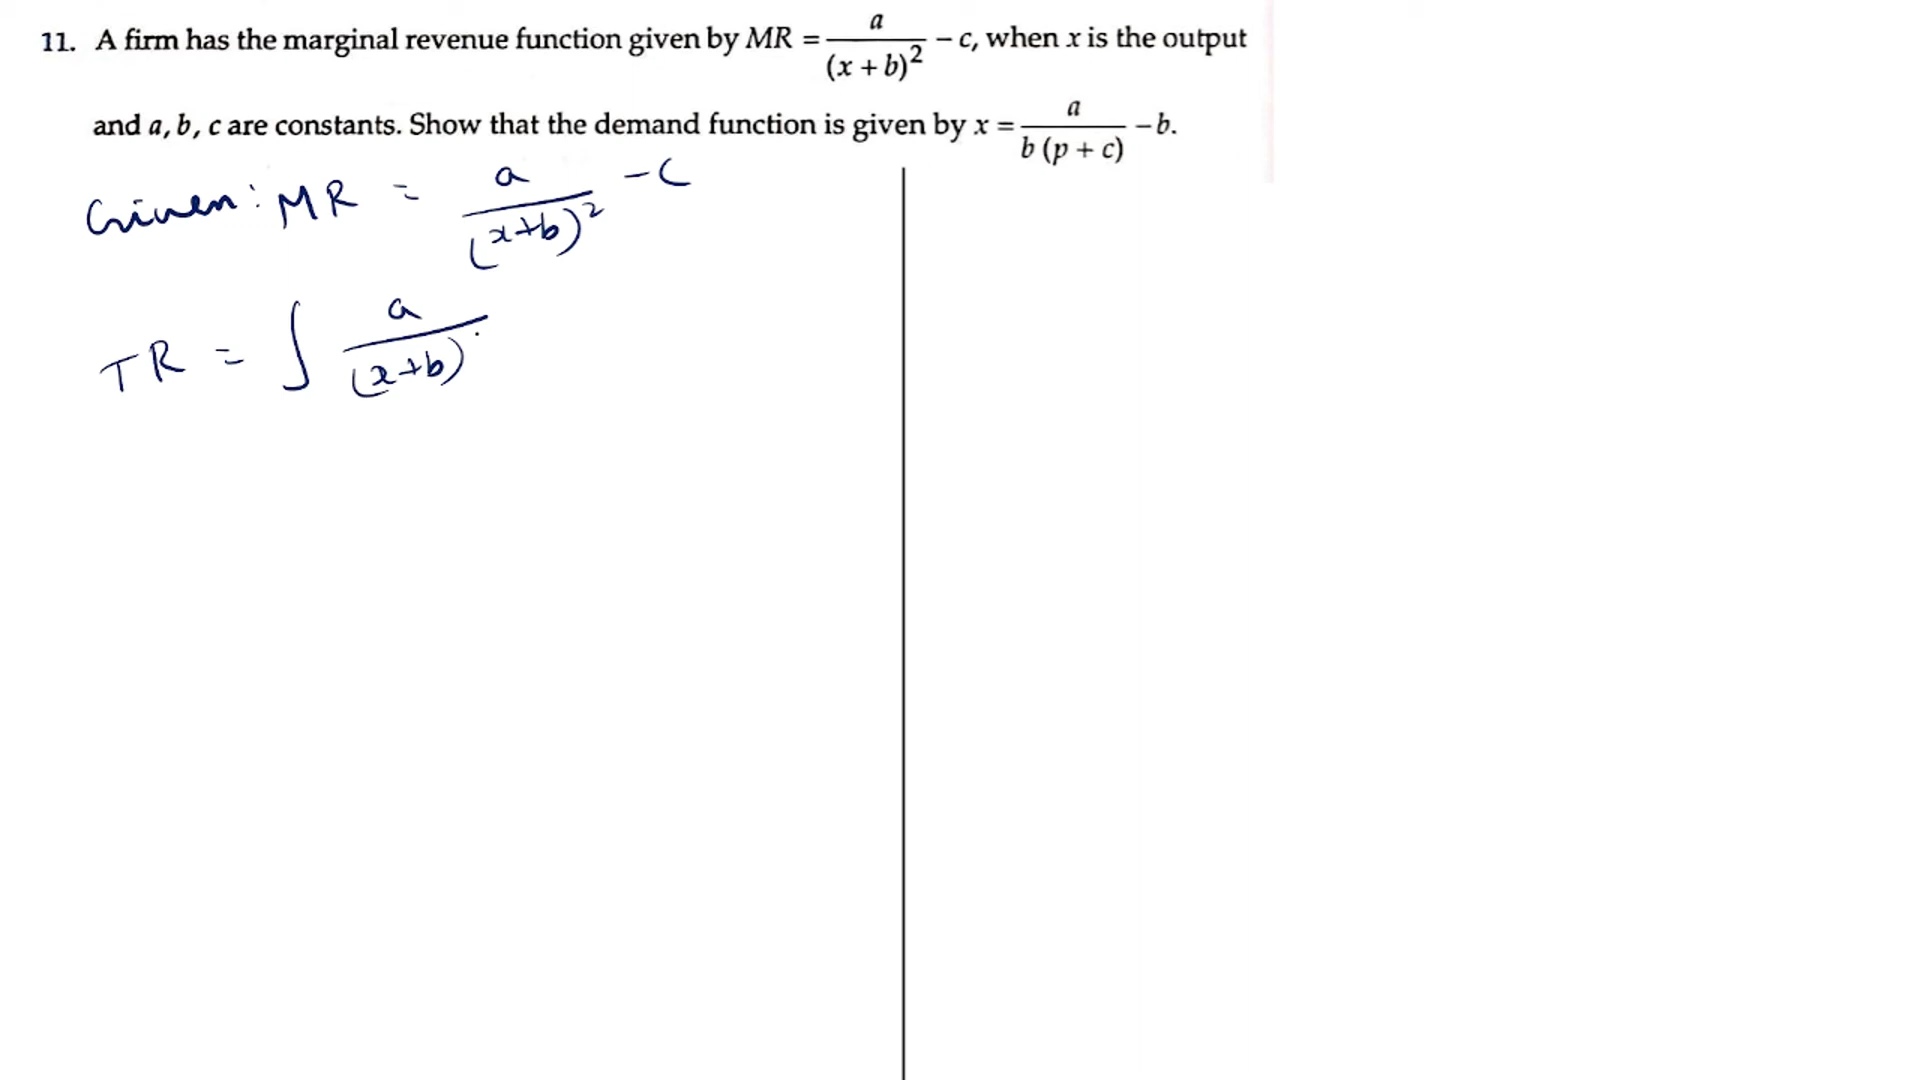 11. A firm has the marginal revenue function given by MR = a/(x + b)² – c, when x is the output
and a, b, c are constants. Show that the demand function is given by x = a/(b (p + c)) – b.
Given: MR = a/(x+b)² – c
TR = ∫ a/(x+b)